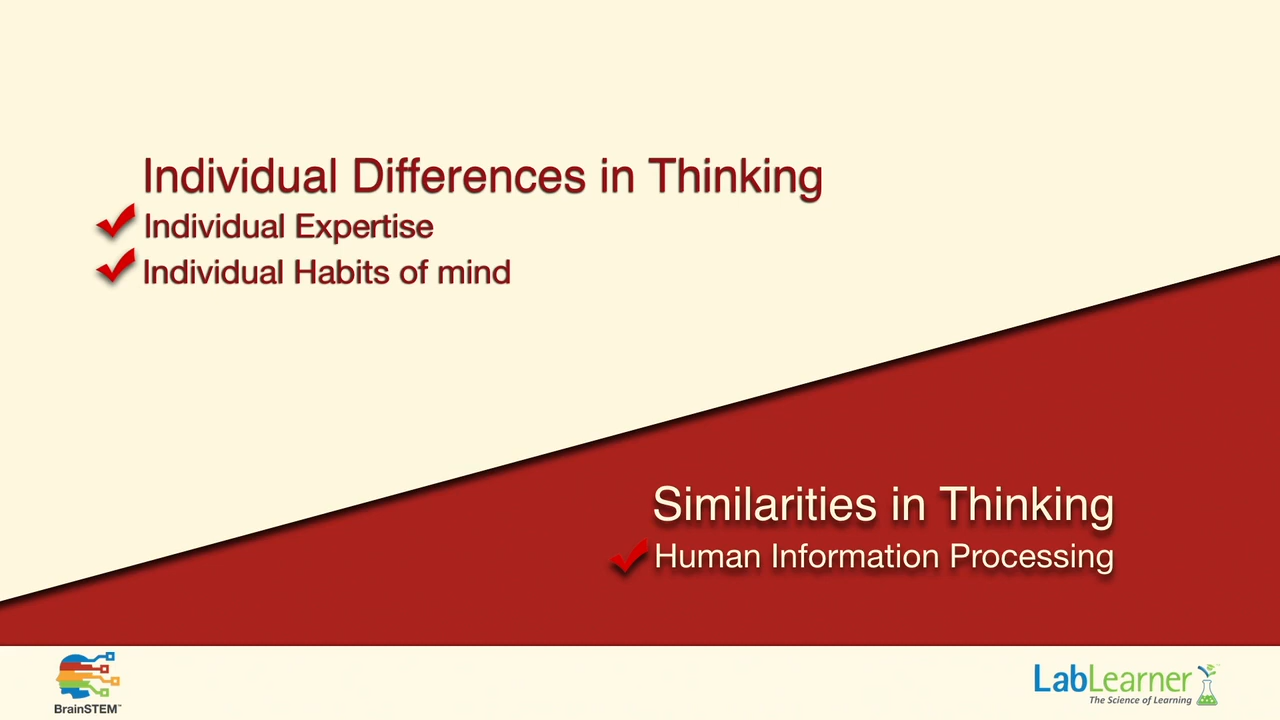 Individual Differences in Thinking
Individual Expertise
Individual Habits of mind
Similarities in Thinking
Human Information Processing
BrainSTEM™
LabLearner
The Science of Learning